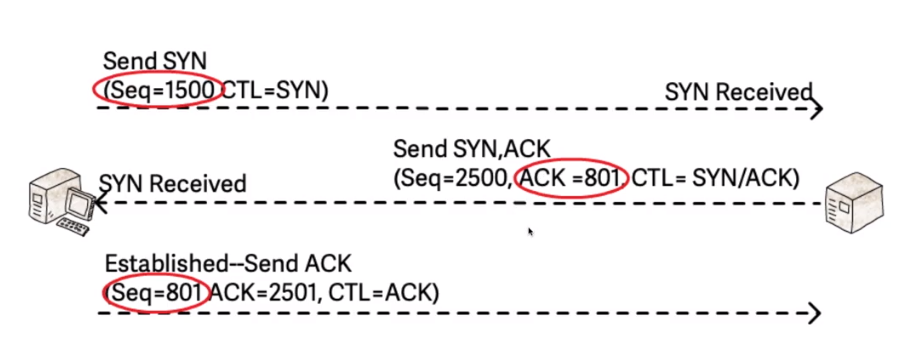 Send SYN
(Seq=1500 CTL=SYN)
SYN Received
Send SYN,ACK
(Seq=2500, ACK =801, CTL= SYN/ACK)
SYN Received
Established--Send ACK
(Seq=801 ACK=2501, CTL=ACK)